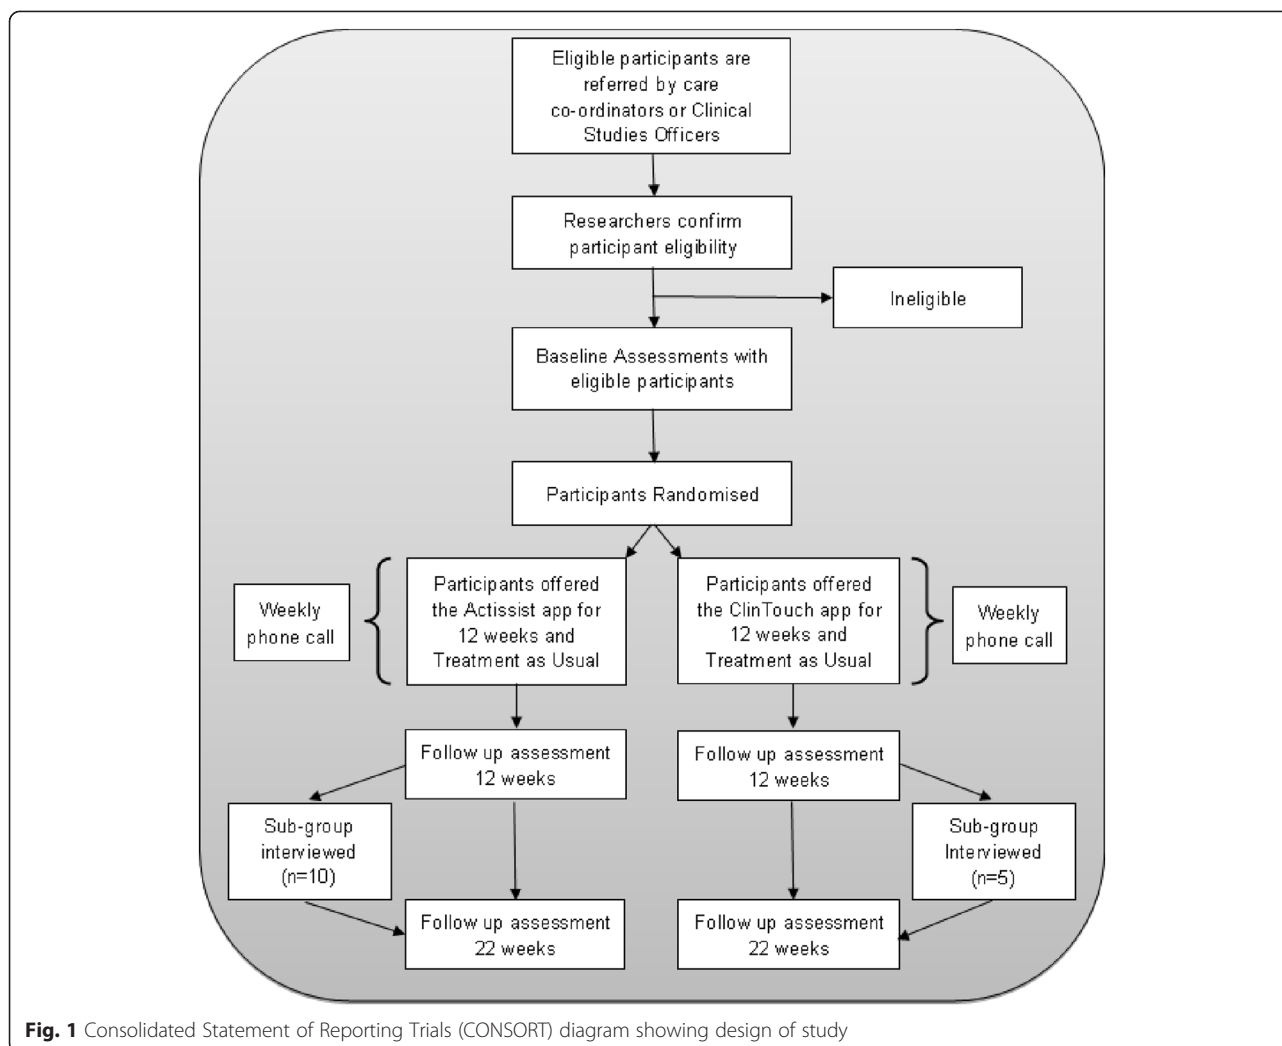 Eligible participants are
referred by care
co-ordinators or Clinical
Studies Officers
Researchers confirm
participant eligibility
Ineligible
Baseline Assessments with
eligible participants
Participants Randomised
Weekly
phone call
Participants offered
the Actissist app for
12 weeks and
Treatment as Usual
Participants offered
the ClinTouch app for
12 weeks and
Treatment as Usual
Weekly
phone call
Follow up assessment
12 weeks
Follow up assessment
12 weeks
Sub-group
interviewed
(n=10)
Sub-group
Interviewed
(n=5)
Follow up assessment
22 weeks
Follow up assessment
22 weeks
Fig. 1 Consolidated Statement of Reporting Trials (CONSORT) diagram showing design of study